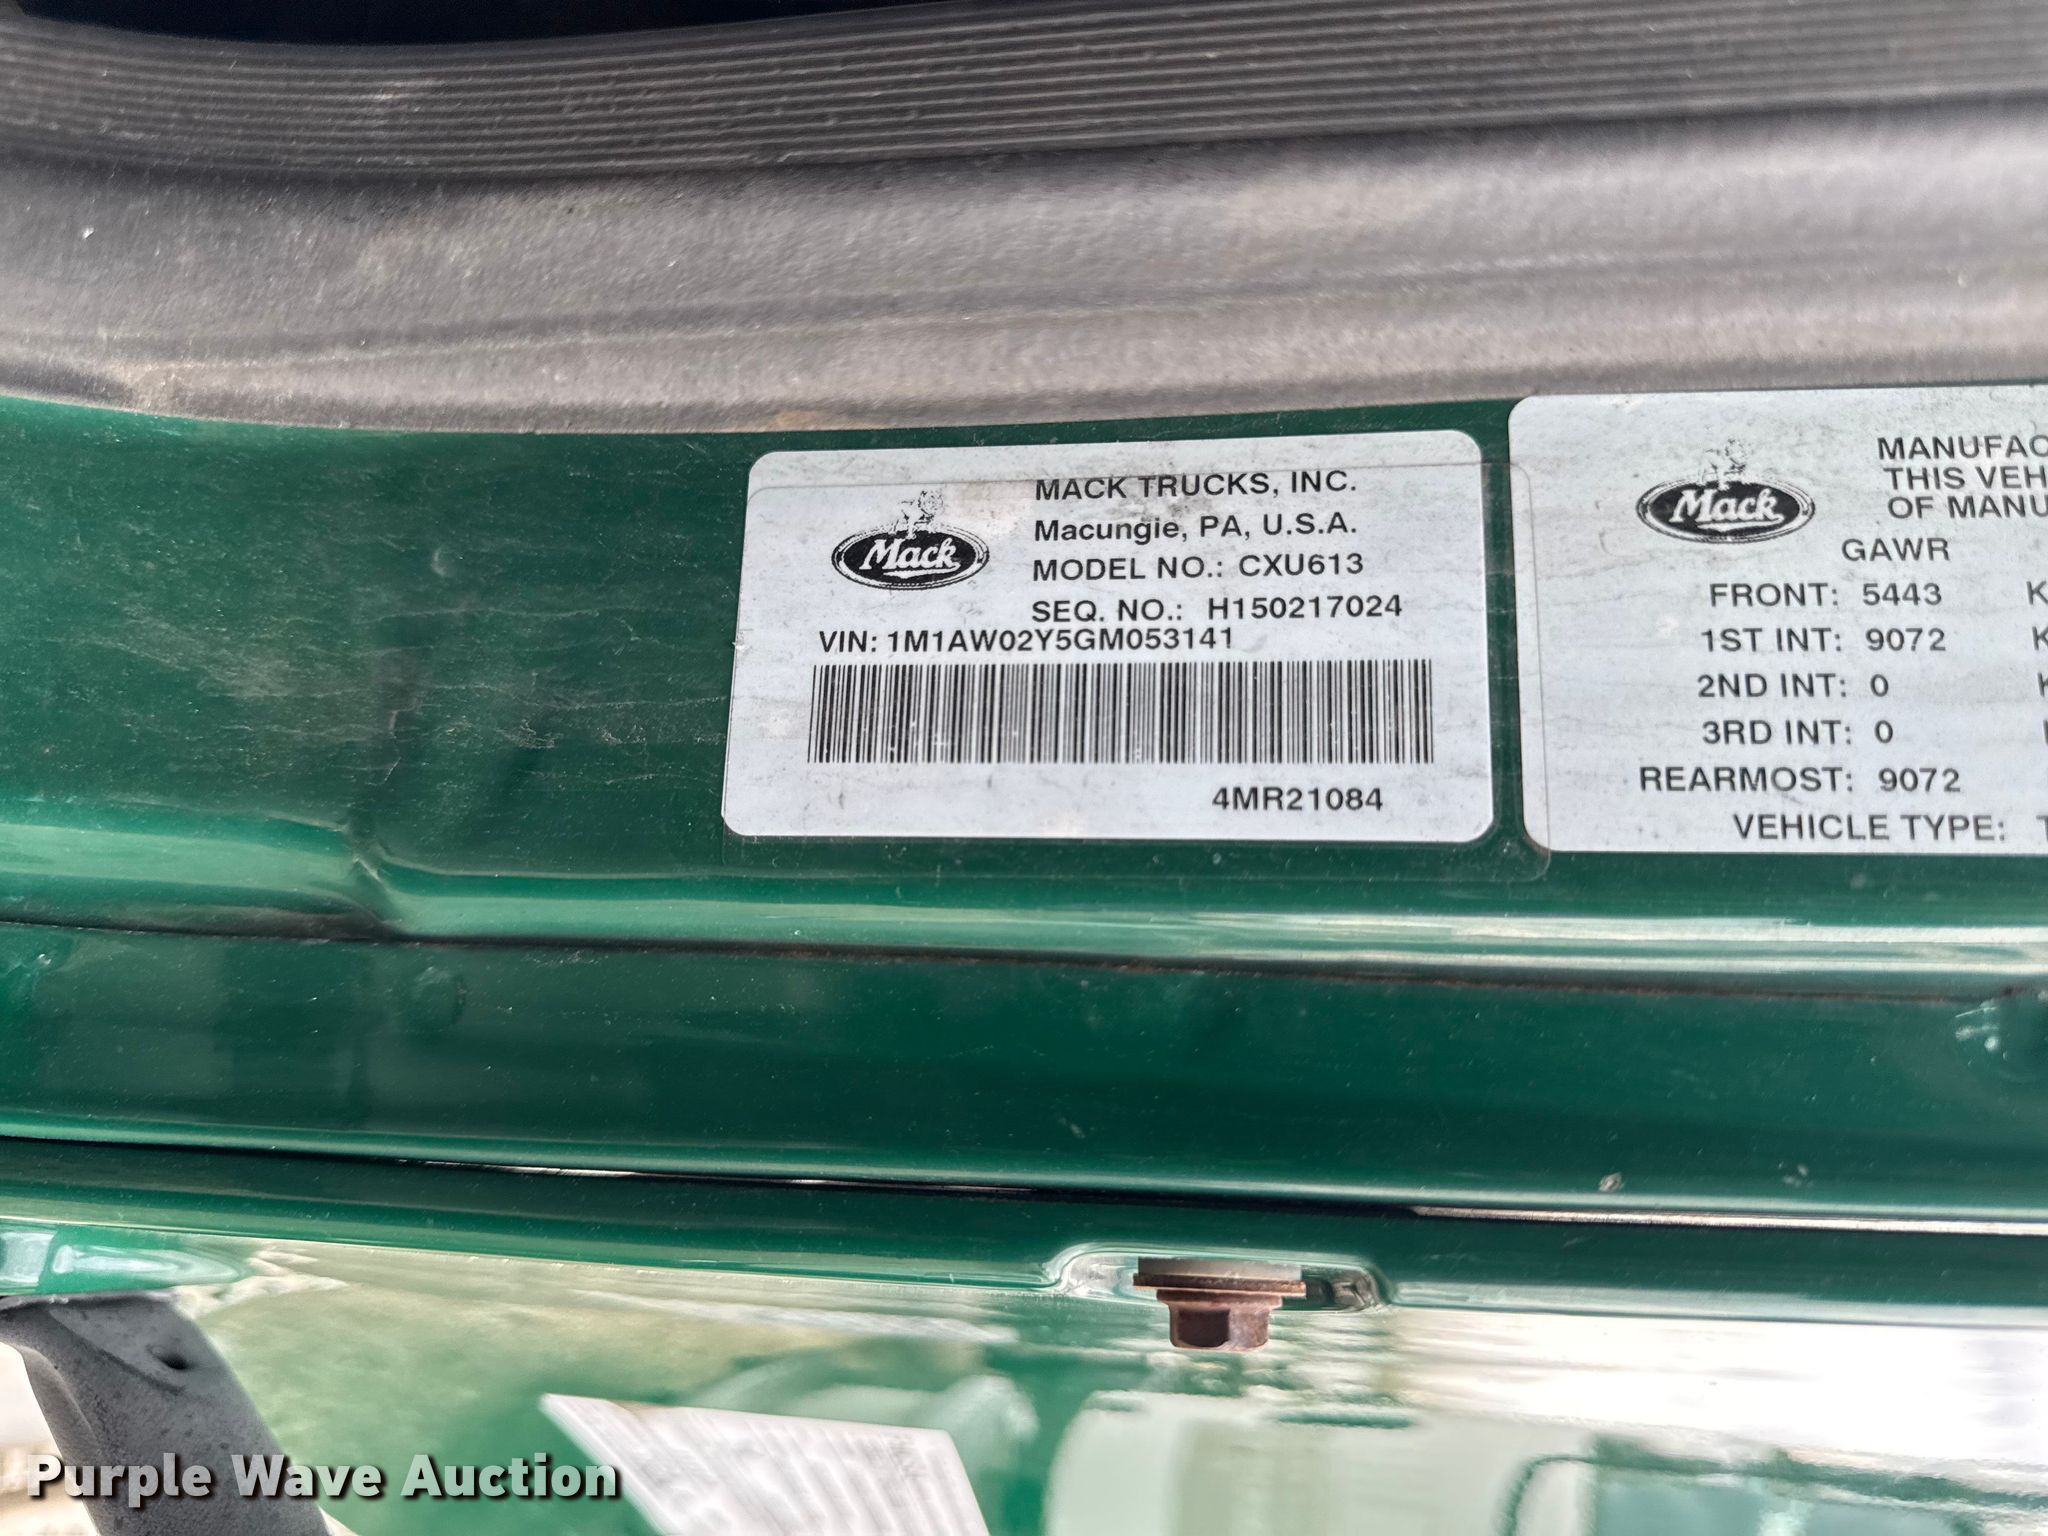 Mack
MACK TRUCKS, INC.
Macungie, PA, U.S.A.
MODEL NO.: CXU613
SEQ. NO.: H150217024
VIN: 1M1AW02Y5GM053141
4MR21084
Mack
MANUFAC
THIS VEH
OF MANU
GAWR
FRONT: 5443 K
1ST INT: 9072 K
2ND INT: 0 K
3RD INT: 0
REARMOST: 9072
VEHICLE TYPE: T
Purple Wave Auction